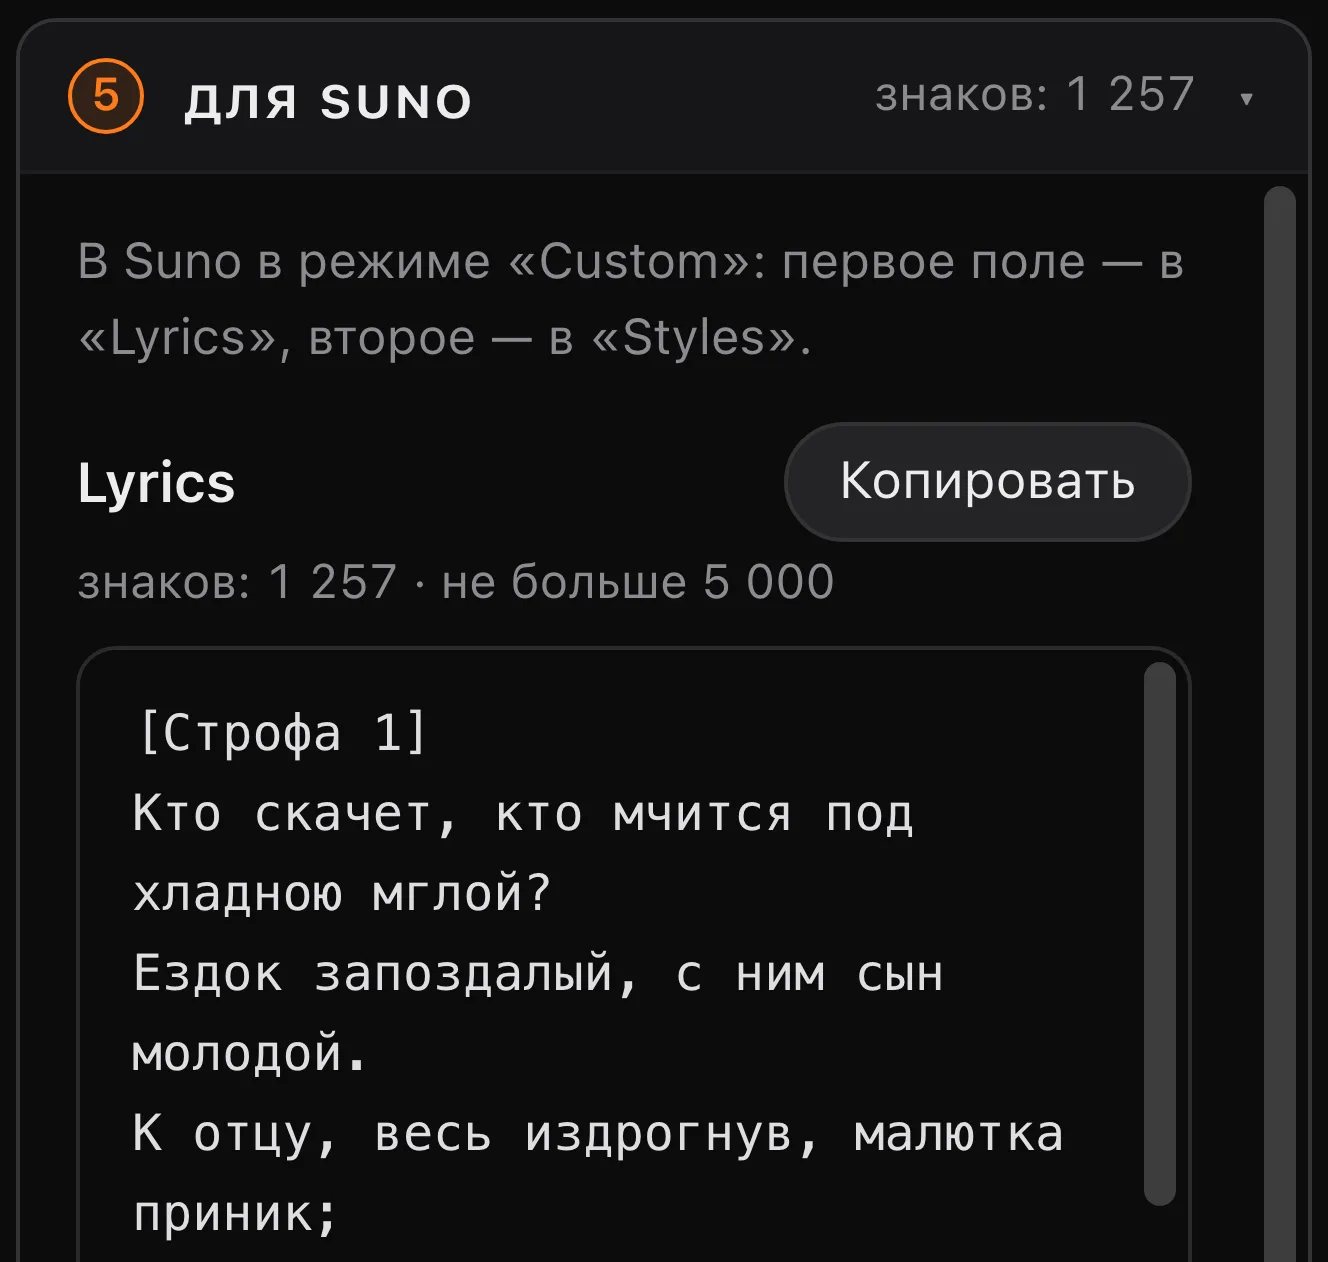 5 ДЛЯ SUNO знаков: 1 257 ▾
В Suno в режиме «Custom»: первое поле — в
«Lyrics», второе — в «Styles».
Lyrics Копировать
знаков: 1 257 · не больше 5 000
[Строфа 1]
Кто скачет, кто мчится под
хладною мглой?
Ездок запоздалый, с ним сын
молодой.
К отцу, весь издрогнув, малютка
приник;